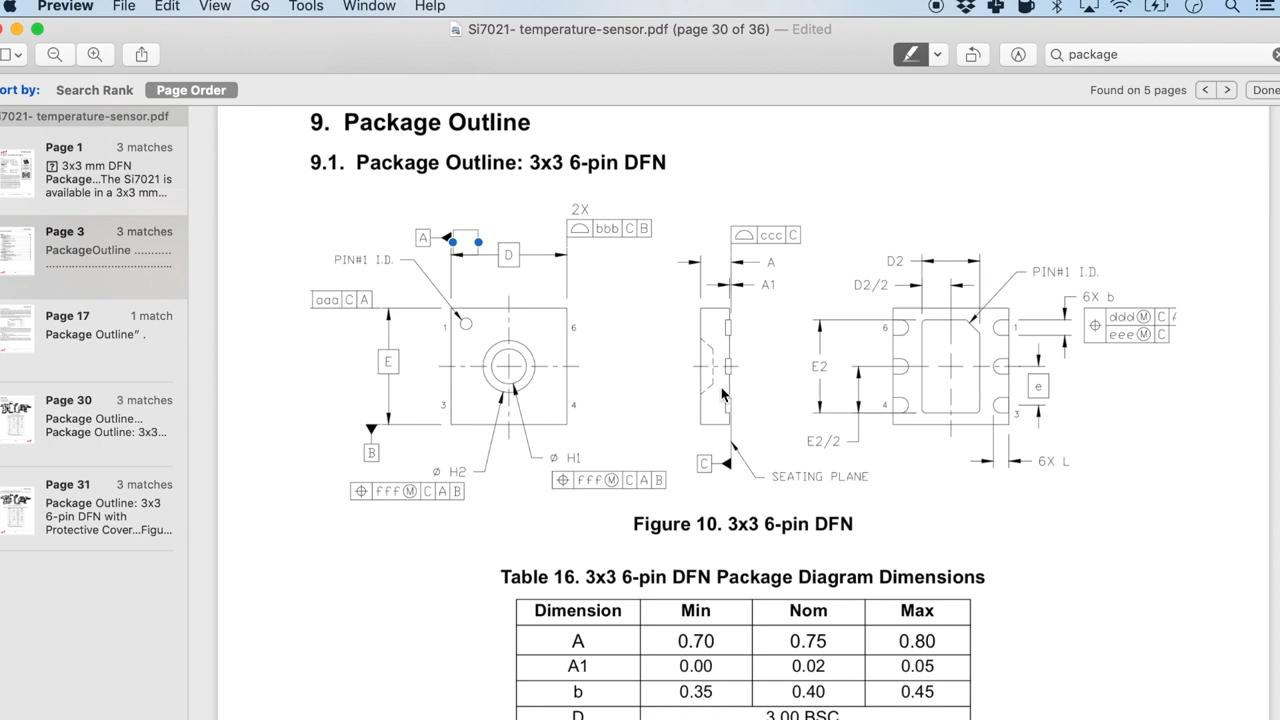 Preview File Edit View Go Tools Window Help
Si7021- temperature-sensor.pdf (page 30 of 36) — Edited
package
ort by: Search Rank Page Order
Found on 5 pages < > Done
i7021- temperature-sensor.pdf
Page 1 3 matches
3x3 mm DFN
Package...The Si7021 is
available in a 3x3 mm...
Page 3 3 matches
PackageOutline ...........
Page 17 1 match
Package Outline” .
Page 30 3 matches
Package Outline...
Package Outline: 3x3...
Page 31 3 matches
Package Outline: 3x3
6-pin DFN with
Protective Cover...Figu...
9. Package Outline
9.1. Package Outline: 3x3 6-pin DFN
2X
bbb C B
A
D
PIN#1 I.D.
aaa C A
1
6
E
3
4
B
Ø H2
Ø H1
fff M C A B
fff M C A B
ccc C
A
A1
C
SEATING PLANE
D2
D2/2
PIN#1 I.D.
6X b
ddd M C
eee M C
6
1
E2
e
4
3
E2/2
6X L
Figure 10. 3x3 6-pin DFN
Table 16. 3x3 6-pin DFN Package Diagram Dimensions
Dimension Min Nom Max
A 0.70 0.75 0.80
A1 0.00 0.02 0.05
b 0.35 0.40 0.45
D 3.00 BSC